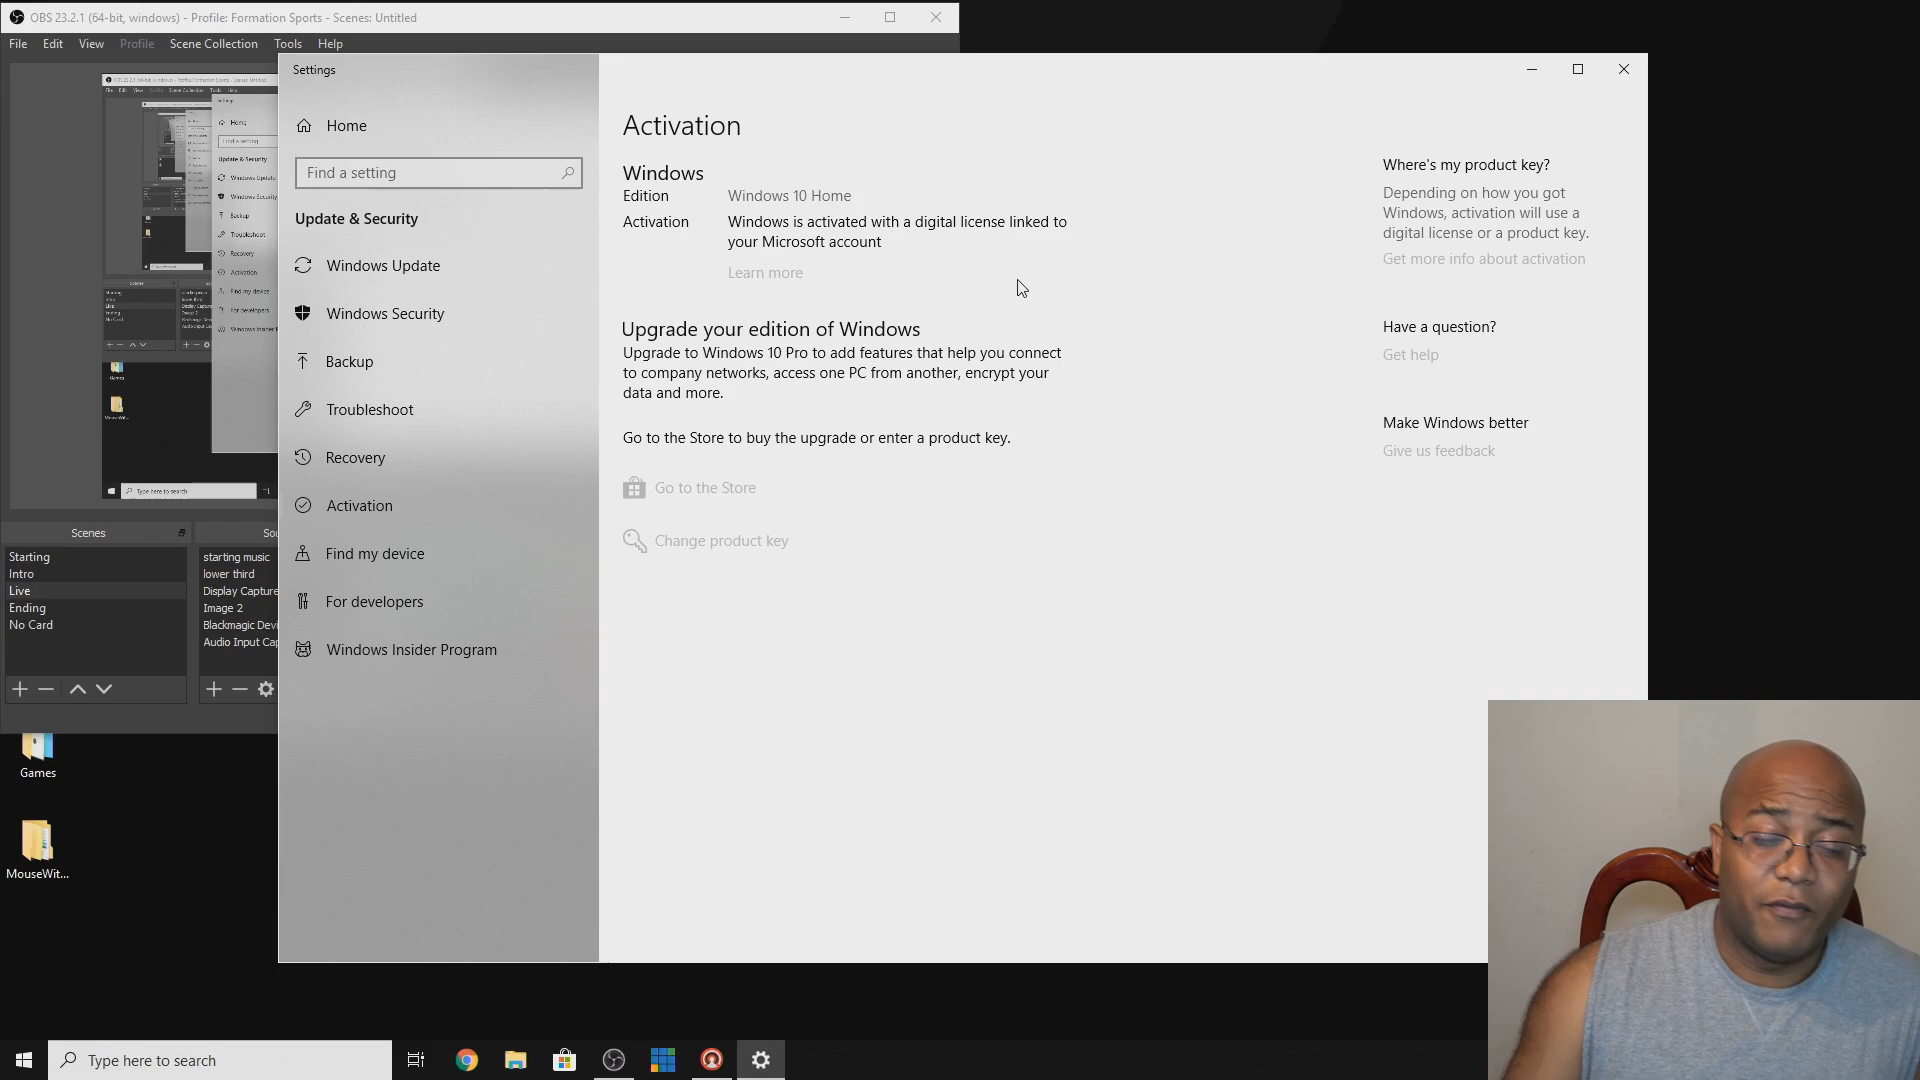 OBS 23.2.1 (64-bit, windows) - Profile: Formation Sports - Scenes: Untitled
File Edit View Profile Scene Collection Tools Help
Settings
Home
Find a setting
Update & Security
Windows Update
Windows Security
Backup
Troubleshoot
Recovery
Activation
Find my device
For developers
Windows Insider Program
Activation
Windows
Edition Windows 10 Home
Activation Windows is activated with a digital license linked to
your Microsoft account
Learn more
Upgrade your edition of Windows
Upgrade to Windows 10 Pro to add features that help you connect
to company networks, access one PC from another, encrypt your
data and more.
Go to the Store to buy the upgrade or enter a product key.
Go to the Store
Change product key
Where's my product key?
Depending on how you got
Windows, activation will use a
digital license or a product key.
Get more info about activation
Have a question?
Get help
Make Windows better
Give us feedback
Scenes
Starting
Intro
Live
Ending
No Card
Sou
starting music
lower third
Display Capture
Image 2
Blackmagic Devi
Audio Input Cap
Games
MouseWit...
Type here to search